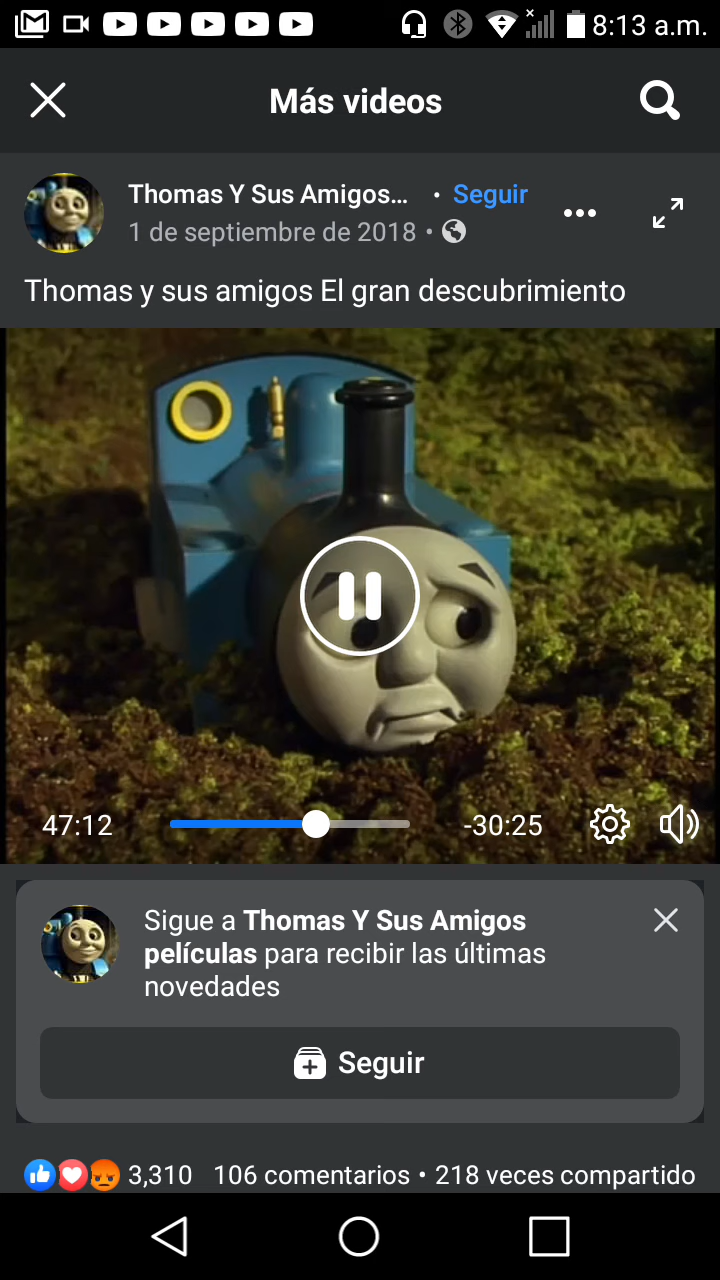 8:13 a.m.
Más videos
Thomas Y Sus Amigos... · Seguir
1 de septiembre de 2018 ·
Thomas y sus amigos El gran descubrimiento
47:12 -30:25
Sigue a Thomas Y Sus Amigos
películas para recibir las últimas
novedades
Seguir
3,310 106 comentarios · 218 veces compartido